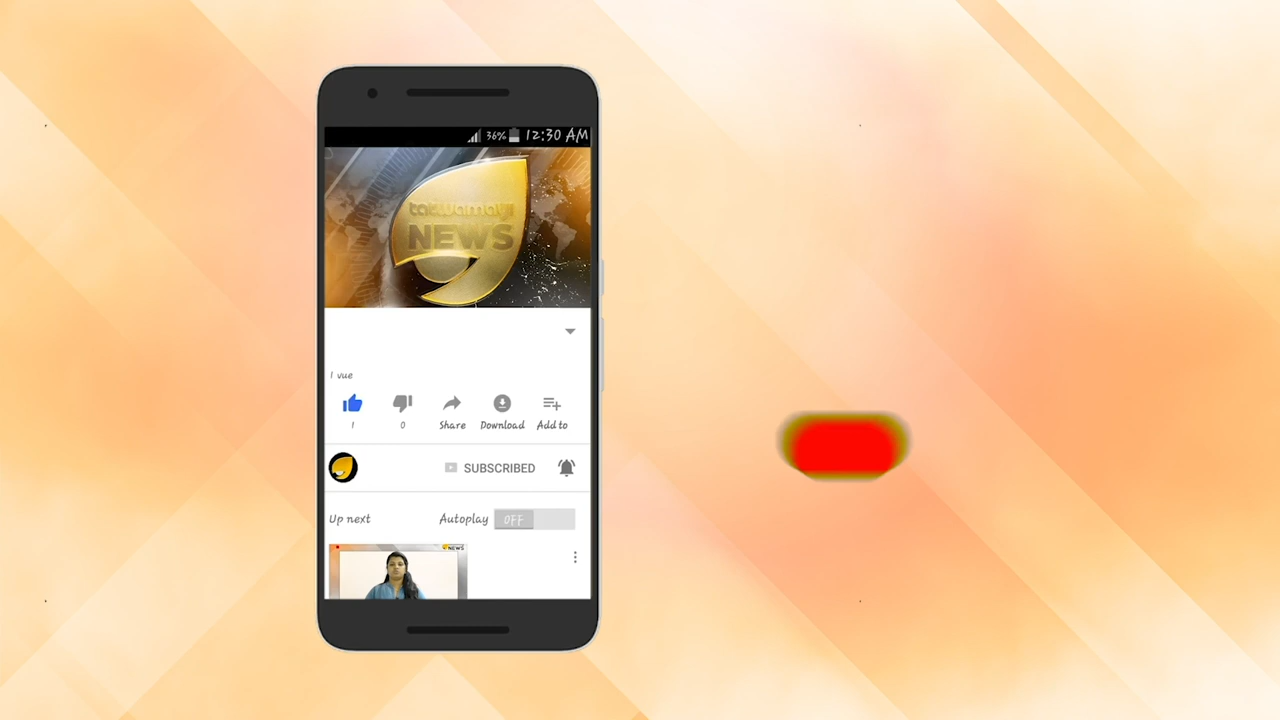 36% 12:30 AM
tatwamayi
NEWS
1 vue
1 0 Share Download Add to
SUBSCRIBED
Up next Autoplay OFF
NEWS